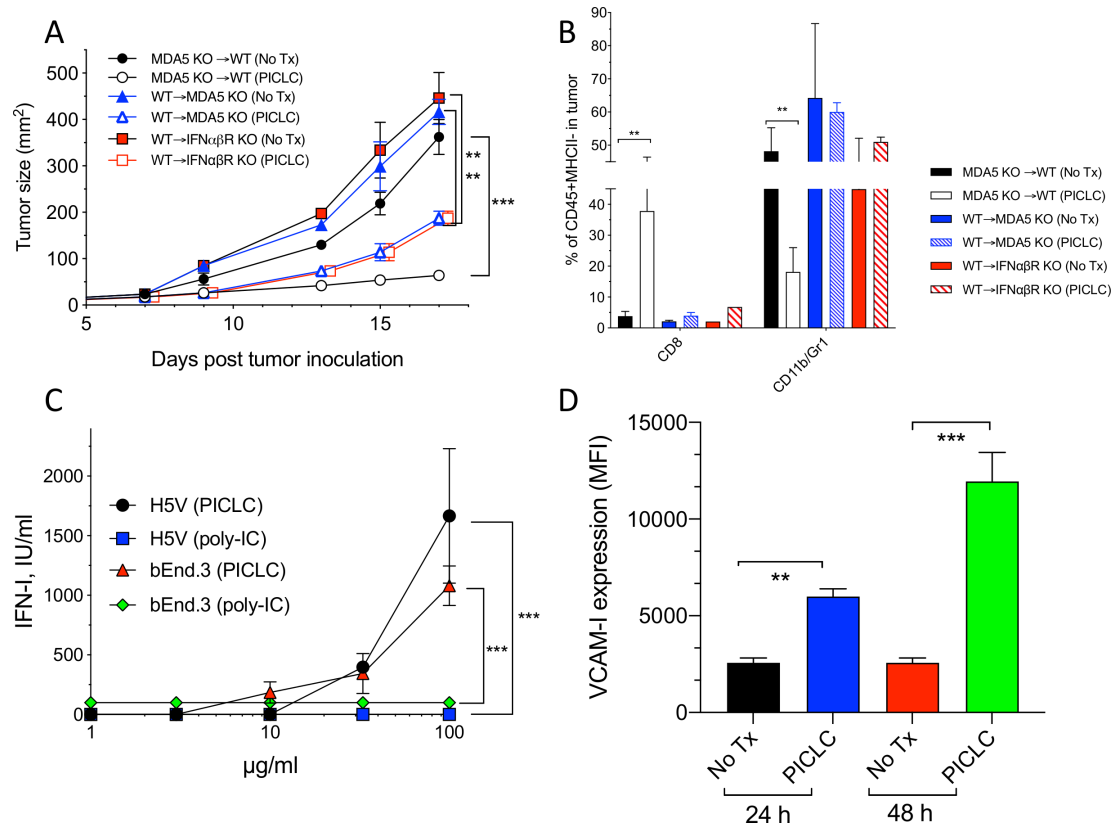 A
Tumor size (mm²)
500
400
300
200
100
0
5
10
15
Days post tumor inoculation
MDA5 KO →WT (No Tx)
MDA5 KO →WT (PICLC)
WT→MDA5 KO (No Tx)
WT→MDA5 KO (PICLC)
WT→IFNαβR KO (No Tx)
WT→IFNαβR KO (PICLC)
**
**
***
B
% of CD45+MHCII- in tumor
90
80
70
60
50
40
30
20
10
0
**
**
CD8
CD11b/Gr1
MDA5 KO →WT (No Tx)
MDA5 KO →WT (PICLC)
WT→MDA5 KO (No Tx)
WT→MDA5 KO (PICLC)
WT→IFNαβR KO (No Tx)
WT→IFNαβR KO (PICLC)
C
IFN-I, IU/ml
2000
1500
1000
500
0
1
10
100
µg/ml
H5V (PICLC)
H5V (poly-IC)
bEnd.3 (PICLC)
bEnd.3 (poly-IC)
***
***
D
VCAM-I expression (MFI)
15000
10000
5000
0
**
***
No Tx
PICLC
No Tx
PICLC
24 h
48 h